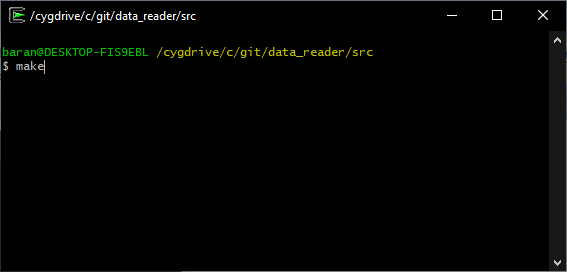 /cygdrive/c/git/data_reader/src
baran@DESKTOP-FIS9EBL /cygdrive/c/git/data_reader/src
$ make